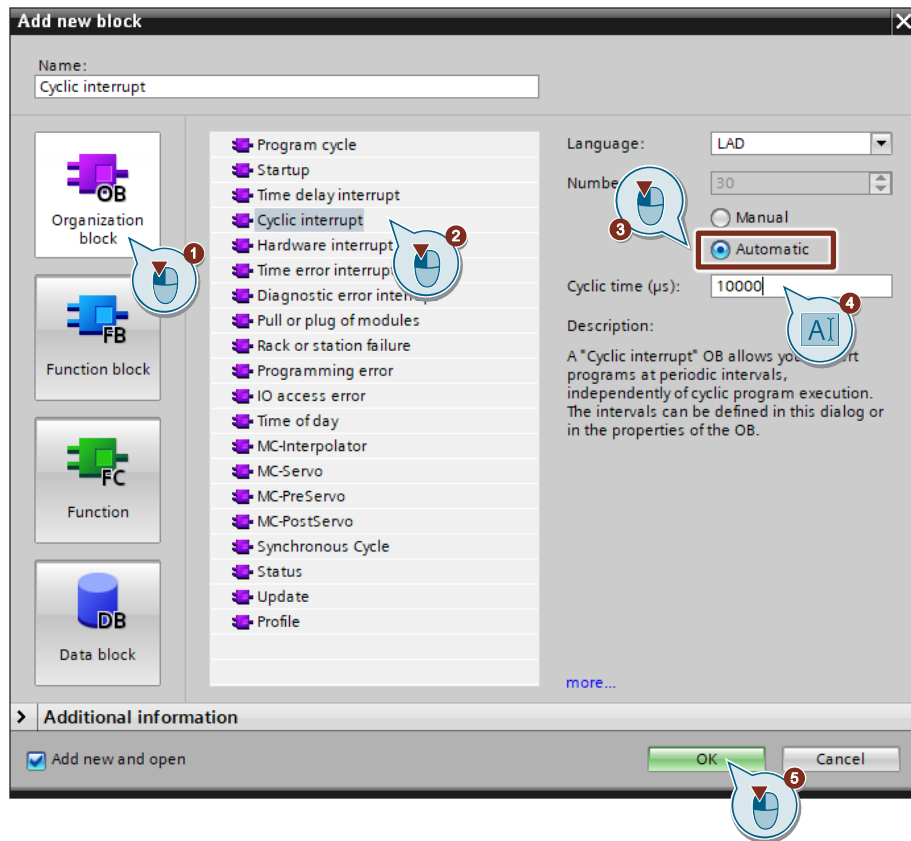 Add new block
Name:
Cyclic interrupt
OB
Organization
block
1
FB
Function block
FC
Function
DB
Data block
Program cycle
Startup
Time delay interrupt
Cyclic interrupt
2
Hardware interrupt
Time error interrupt
Diagnostic error
Pull or plug of modules
Rack or station failure
Programming error
IO access error
Time of day
MC-Interpolator
MC-Servo
MC-PreServo
MC-PostServo
Synchronous Cycle
Status
Update
Profile
Language: LAD
Numbe 30
Manual
3
Automatic
Cyclic time (µs): 10000
4
AI
Description:
A "Cyclic interrupt" OB allows
programs at periodic intervals,
independently of cyclic program execution.
The intervals can be defined in this dialog or
in the properties of the OB.
more...
Additional information
Add new and open
OK Cancel
5